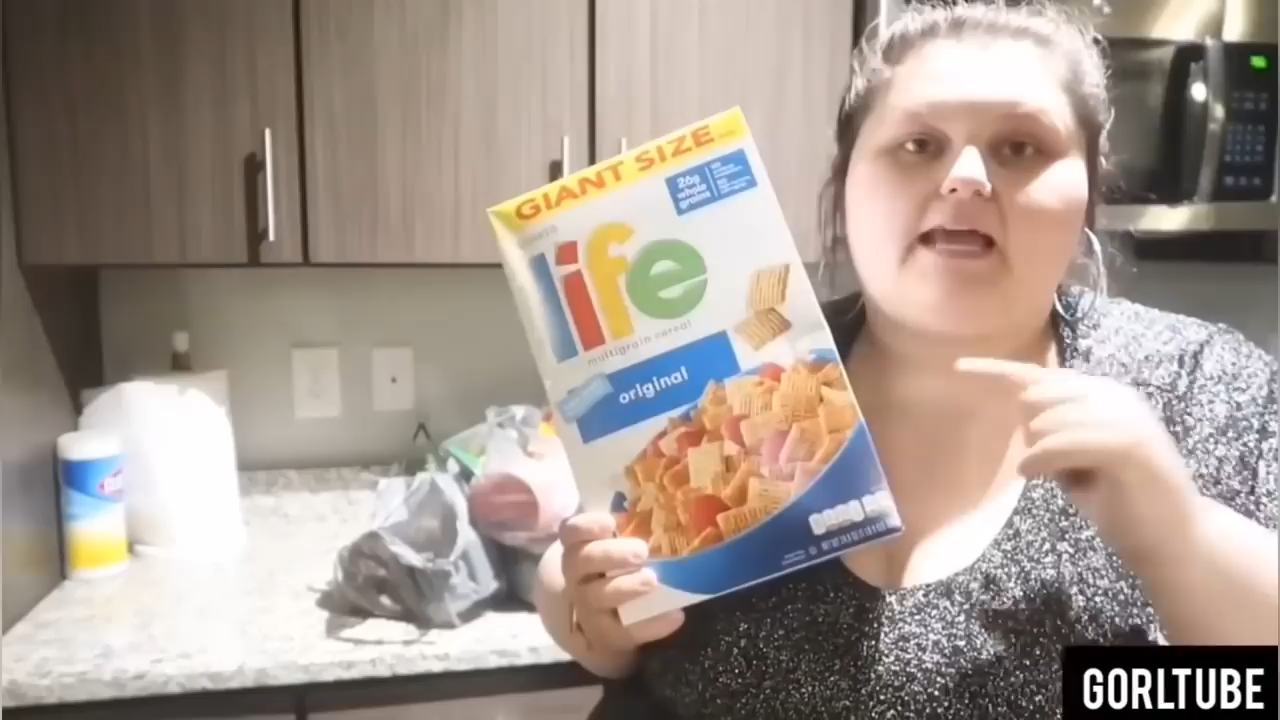 GIANT SIZE
26g
whole
grains
life
multigrain cereal
original
GORLTUBE